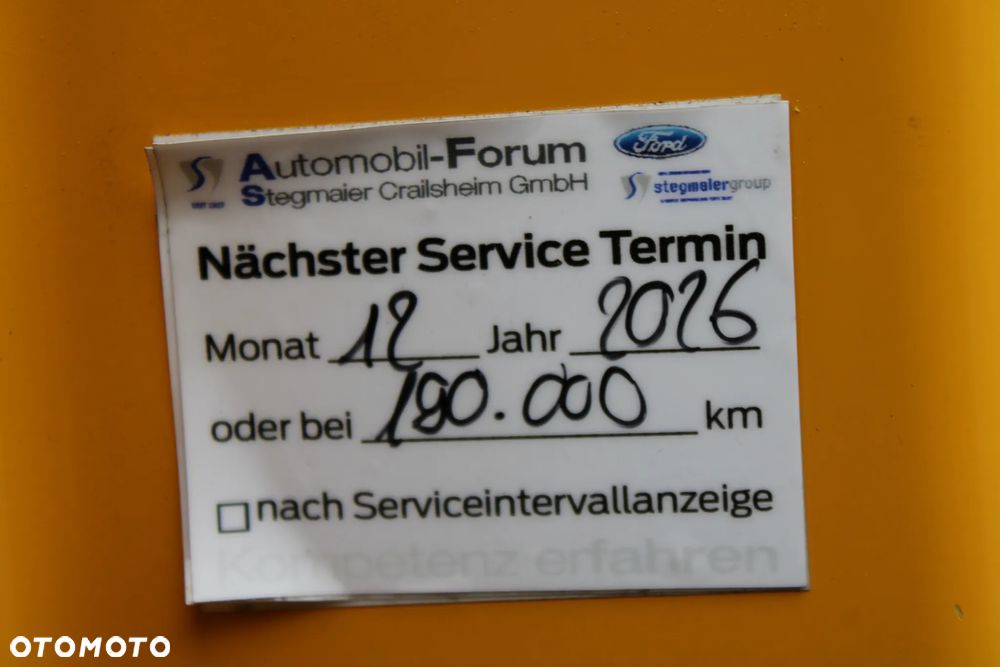 Automobil-Forum
Stegmaier Crailsheim GmbH
Ford
stegmaiergroup
Nächster Service Termin
Monat 12 Jahr 2026
oder bei 180.000 km
nach Serviceintervallanzeige
Kompetenz erfahren
OTOMOTO